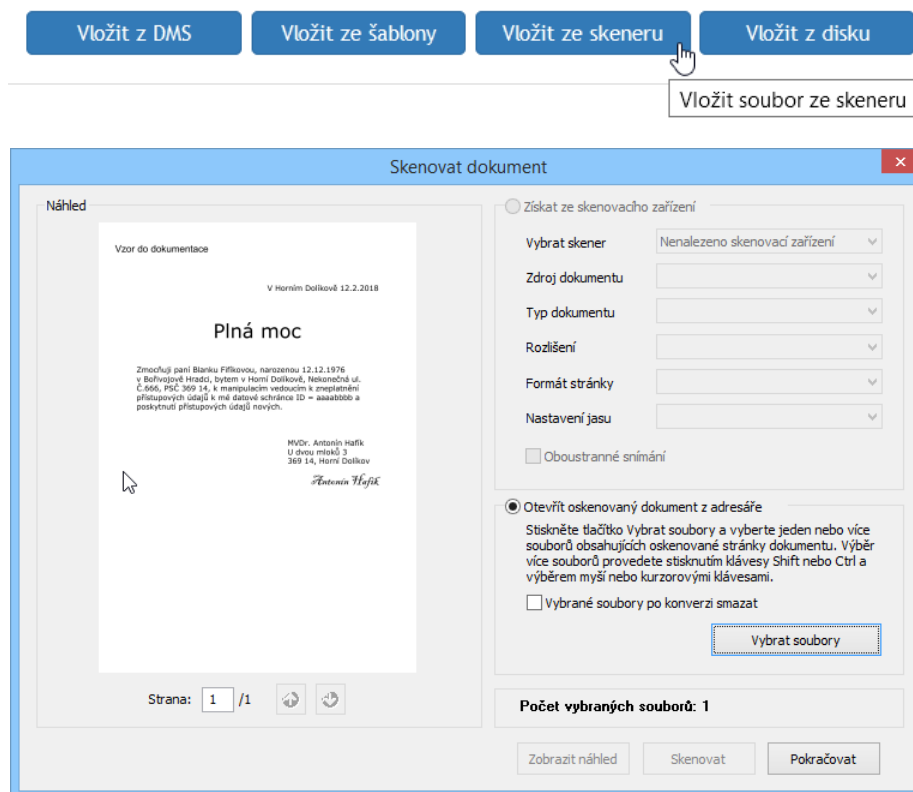 Vložit z DMS
Vložit ze šablony
Vložit ze skeneru
Vložit z disku
Vložit soubor ze skeneru
Skenovat dokument
Náhled
Vzor do dokumentace
V Horním Dolíkově 12.2.2018
Plná moc
Zmocňuji paní Blanku Fifíkovou, narozenou 12.12.1976
v Bořivojově Hradci, bytem v Horní Dolíkově, Nekonečná ul.
Č.666, PSČ 369 14, k manipulacím vedoucím k zneplatnění
přístupových údajů k mé datové schránce ID = aaaabbbb a
poskytnutí přístupových údajů nových.
MVDr. Antonín Hafík
U dvou mloků 3
369 14, Horní Dolíkov
Antonín Hafík
Strana: 1 /1
Získat ze skenovacího zařízení
Vybrat skener Nenalezeno skenovací zařízení
Zdroj dokumentu
Typ dokumentu
Rozlišení
Formát stránky
Nastavení jasu
Oboustranné snímání
Otevřít oskenovaný dokument z adresáře
Stiskněte tlačítko Vybrat soubory a vyberte jeden nebo více
souborů obsahujících oskenované stránky dokumentu. Výběr
více souborů provedete stisknutím klávesy Shift nebo Ctrl a
výběrem myší nebo kurzorovými klávesami.
Vybrané soubory po konverzi smazat
Vybrat soubory
Počet vybraných souborů: 1
Zobrazit náhled
Skenovat
Pokračovat